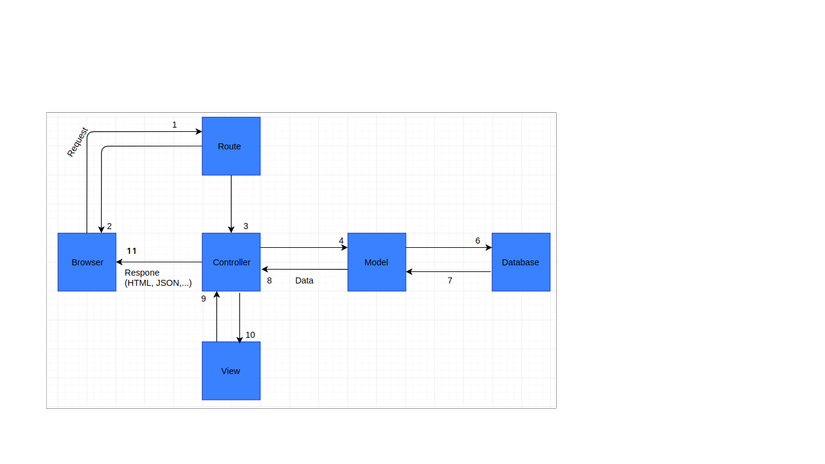 1
Request
Route
2
3
4
6
11
Browser
Controller
Model
Database
Respone
(HTML, JSON,...)
8
Data
7
9
10
View